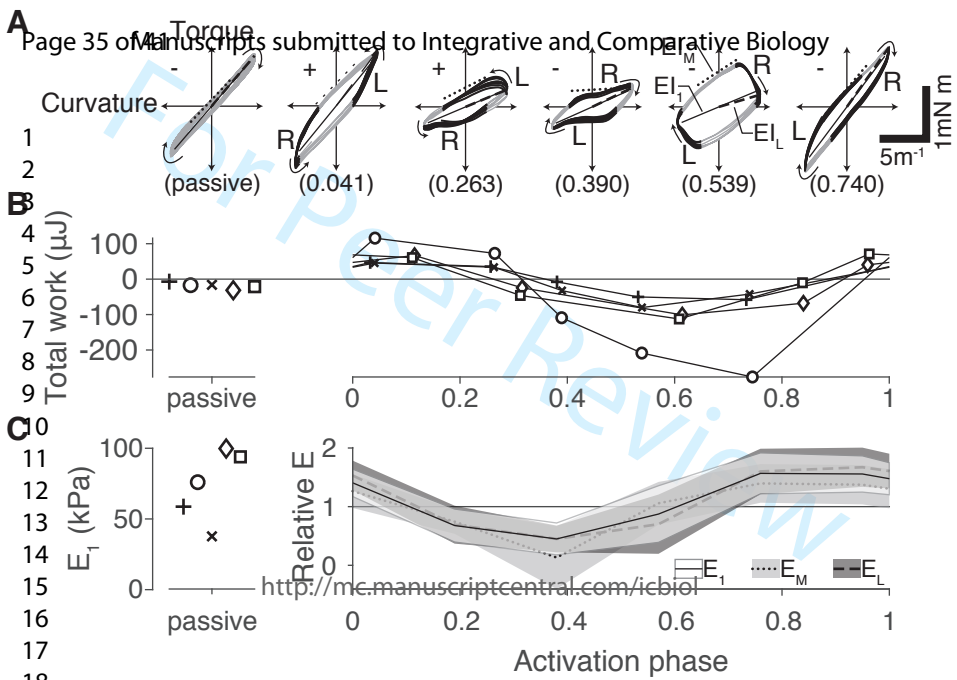 A
Page 35 of 41
Manuscripts submitted to Integrative and Comparative Biology
Torque
Curvature
- + + - - -
L R L R R L EI_M EI_1 EI_L R L R L
(passive) (0.041) (0.263) (0.390) (0.539) (0.740)
5m⁻¹
1mN m
For Peer Review
1
2
3
4
5
6
7
8
9
10
11
12
13
14
15
16
17
18
B
Total work (µJ)
100
0
-100
-200
passive
0 0.2 0.4 0.6 0.8 1
C
E_1 (kPa)
100
50
0
passive
Relative E
2
1
0
E_1 E_M E_L
http://mc.manuscriptcentral.com/icbiol
0 0.2 0.4 0.6 0.8 1
Activation phase